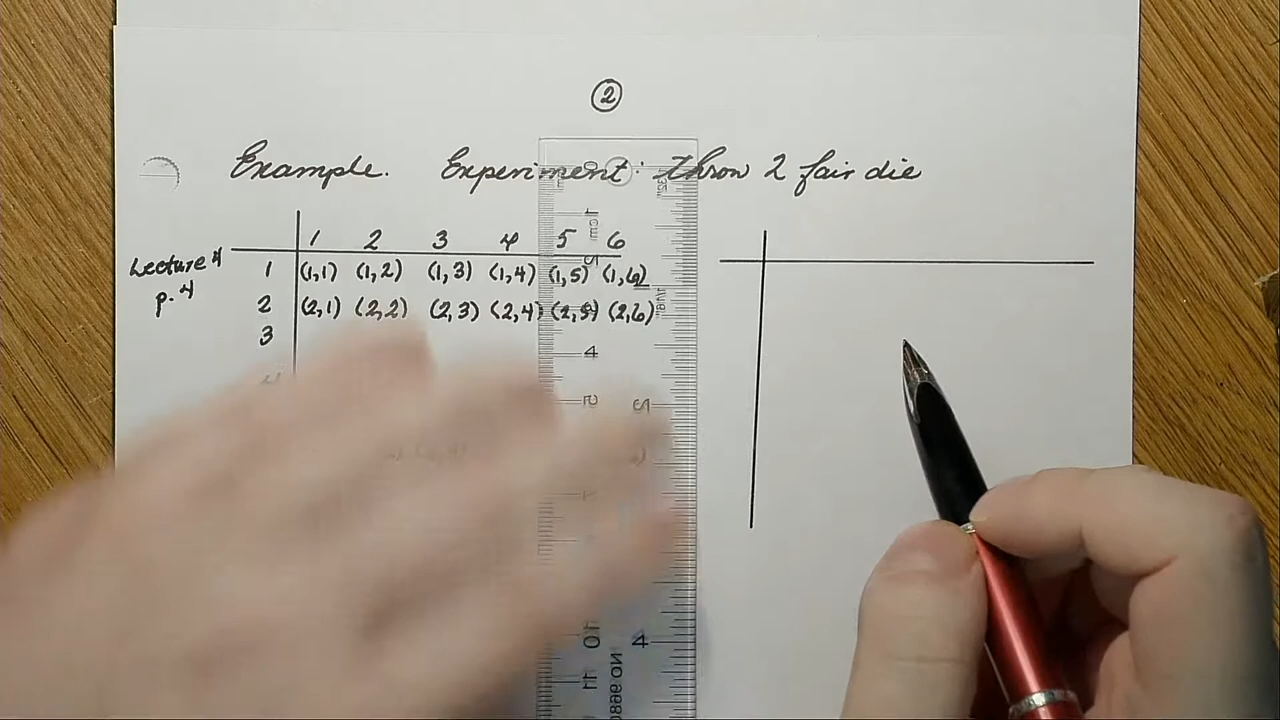 2
Example. Experiment: throw 2 fair die
1 2 3 4 5 6
Lecture 4
p. 4
1 (1,1) (1,2) (1,3) (1,4) (1,5) (1,6)
2 (2,1) (2,2) (2,3) (2,4) (2,5) (2,6)
3